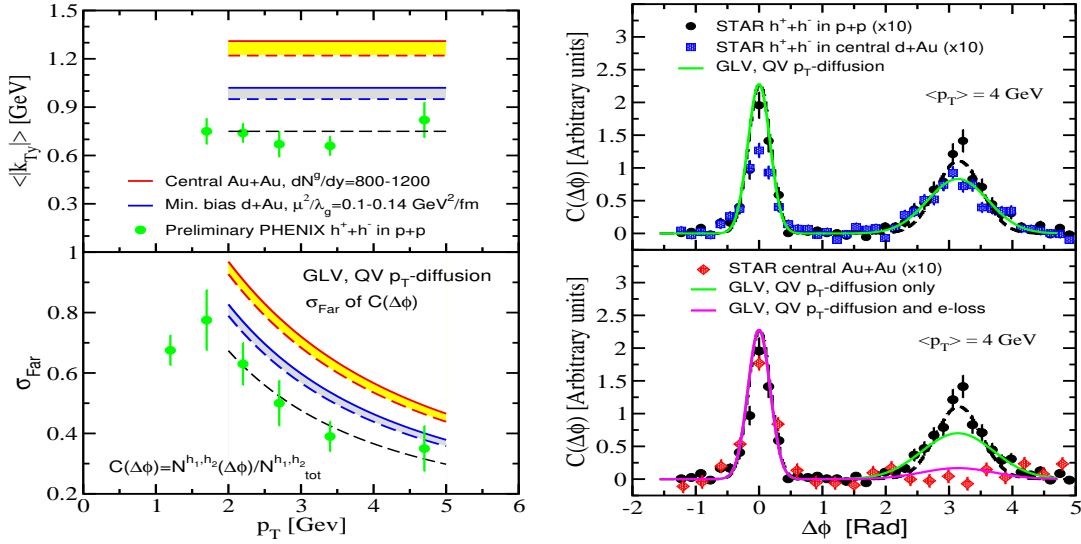 <|k_Ty|> [GeV]
1.5
1.2
0.9
0.6
0.3
0
Central Au+Au, dN^g/dy=800-1200
Min. bias d+Au, μ²/λ_g=0.1-0.14 GeV²/fm
Preliminary PHENIX h⁺+h⁻ in p+p
σ_Far
1
0.8
0.6
0.4
0.2
GLV, QV p_T-diffusion
σ_Far of C(Δϕ)
C(Δϕ)=N^{h₁,h₂}(Δϕ)/N^{h₁,h₂}_tot
0 1 2 3 4 5 6
p_T [Gev]
C(Δϕ) [Arbitrary units]
3
2.5
2
1.5
1
0.5
0
STAR h⁺+h⁻ in p+p (x10)
STAR h⁺+h⁻ in central d+Au (x10)
GLV, QV p_T-diffusion
<p_T> = 4 GeV
C(Δϕ) [Arbitrary units]
2.5
2
1.5
1
0.5
0
STAR central Au+Au (x10)
GLV, QV p_T-diffusion only
GLV, QV p_T-diffusion and e-loss
<p_T> = 4 GeV
-2 -1 0 1 2 3 4 5
Δϕ [Rad]